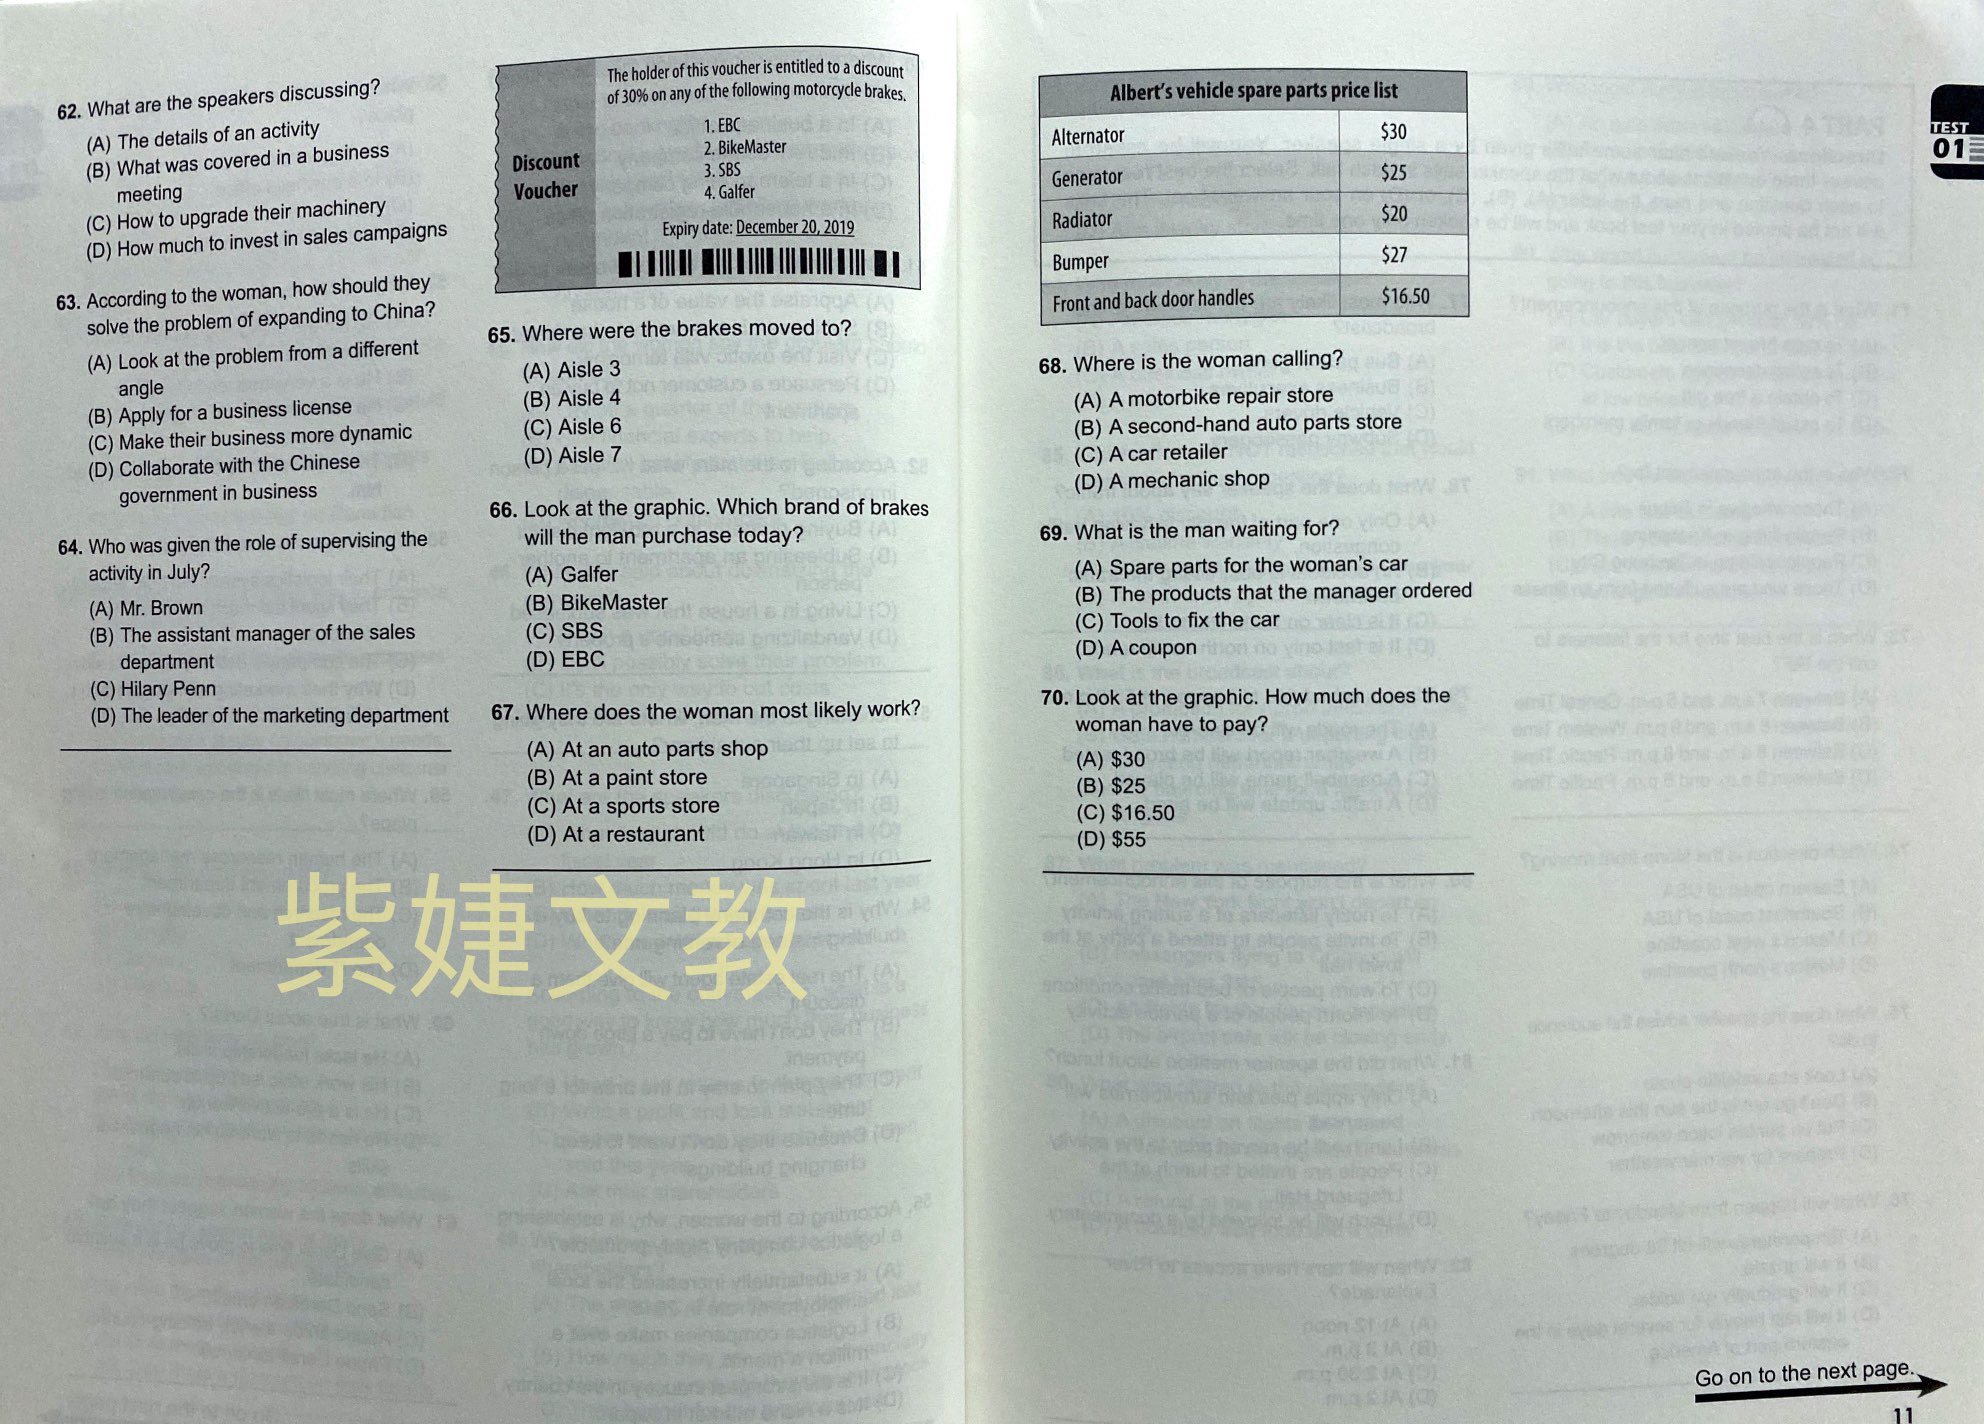 62. What are the speakers discussing?
(A) The details of an activity
(B) What was covered in a business
meeting
(C) How to upgrade their machinery
(D) How much to invest in sales campaigns
63. According to the woman, how should they
solve the problem of expanding to China?
(A) Look at the problem from a different
angle
(B) Apply for a business license
(C) Make their business more dynamic
(D) Collaborate with the Chinese
government in business
64. Who was given the role of supervising the
activity in July?
(A) Mr. Brown
(B) The assistant manager of the sales
department
(C) Hilary Penn
(D) The leader of the marketing department
Discount
Voucher
The holder of this voucher is entitled to a discount
of 30% on any of the following motorcycle brakes.
1. EBC
2. BikeMaster
3. SBS
4. Galfer
Expiry date: December 20, 2019
65. Where were the brakes moved to?
(A) Aisle 3
(B) Aisle 4
(C) Aisle 6
(D) Aisle 7
66. Look at the graphic. Which brand of brakes
will the man purchase today?
(A) Galfer
(B) BikeMaster
(C) SBS
(D) EBC
67. Where does the woman most likely work?
(A) At an auto parts shop
(B) At a paint store
(C) At a sports store
(D) At a restaurant
紫婕文教
Albert's vehicle spare parts price list
Alternator $30
Generator $25
Radiator $20
Bumper $27
Front and back door handles $16.50
68. Where is the woman calling?
(A) A motorbike repair store
(B) A second-hand auto parts store
(C) A car retailer
(D) A mechanic shop
69. What is the man waiting for?
(A) Spare parts for the woman's car
(B) The products that the manager ordered
(C) Tools to fix the car
(D) A coupon
70. Look at the graphic. How much does the
woman have to pay?
(A) $30
(B) $25
(C) $16.50
(D) $55
TEST
01
Go on to the next page.
11